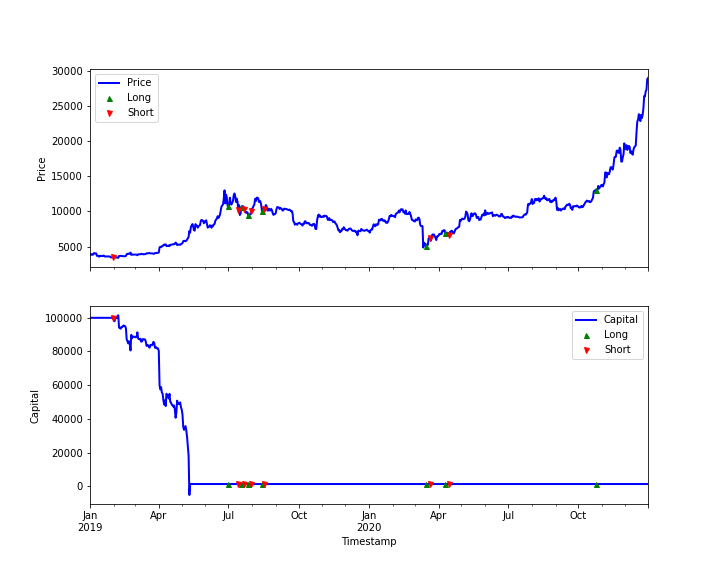 30000
25000
20000
15000
10000
5000
Price
Price
Long
Short
100000
80000
60000
40000
20000
0
Capital
Capital
Long
Short
Jan
2019
Apr
Jul
Oct
Jan
2020
Apr
Jul
Oct
Timestamp